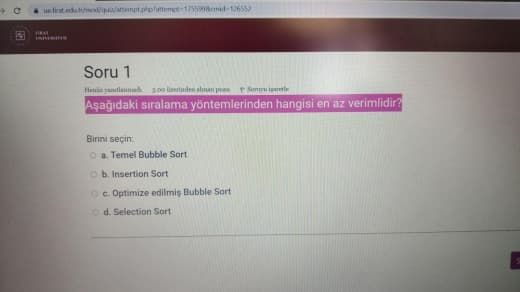 ue.firat.edu.tr/mod/quiz/attempt.php?attempt=1755998&cmid=126552
FIRAT
ÜNİVERSİTESİ
Soru 1
Henüz yanıtlanmadı 5,00 üzerinden alınan puan Soruyu işaretle
Aşağıdaki sıralama yöntemlerinden hangisi en az verimlidir?
Birini seçin:
a. Temel Bubble Sort
b. Insertion Sort
c. Optimize edilmiş Bubble Sort
d. Selection Sort